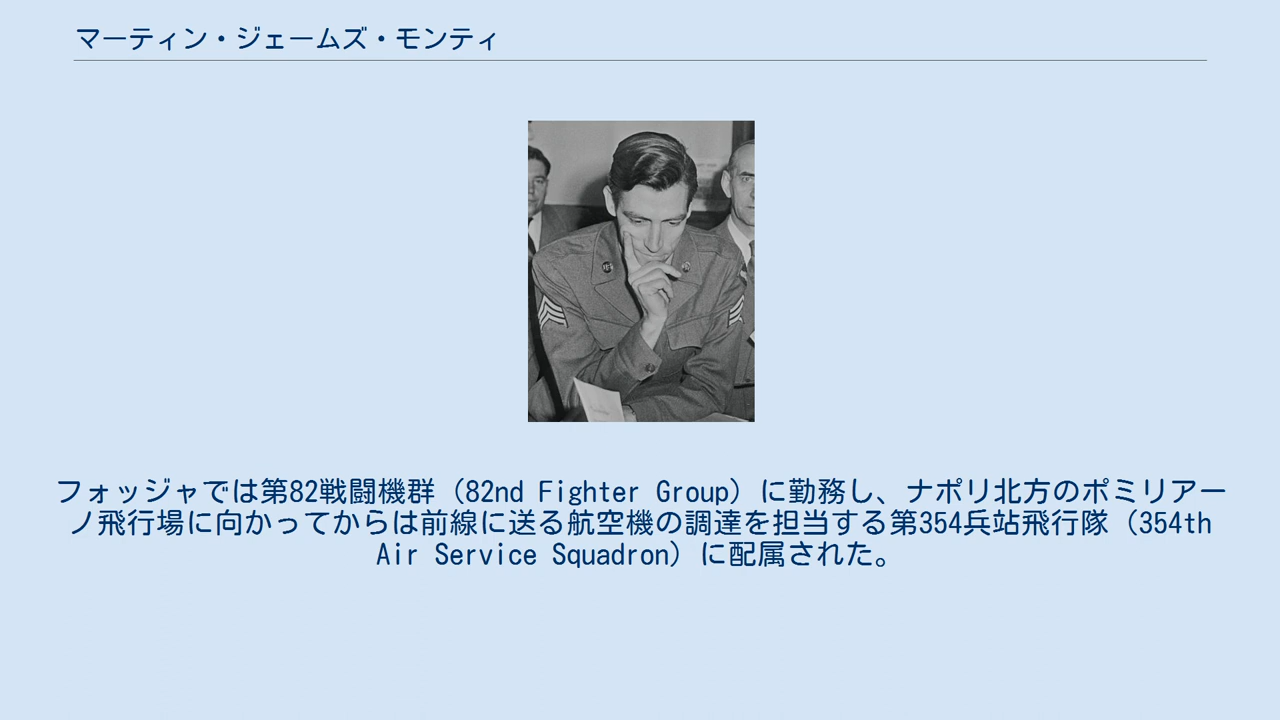 マーティン・ジェームズ・モンティ
フォッジャでは第82戦闘機群（82nd Fighter Group）に勤務し、ナポリ北方のポミリアー
ノ飛行場に向かってからは前線に送る航空機の調達を担当する第354兵站飛行隊（354th
Air Service Squadron）に配属された。